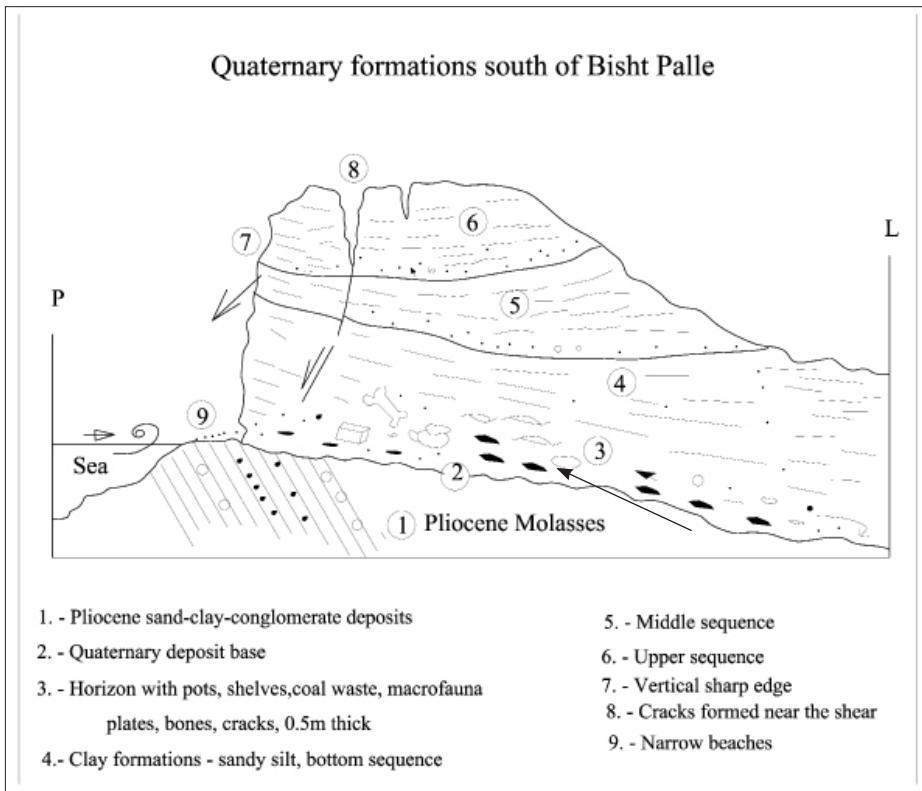 Quaternary formations south of Bisht Palle
8
7
6
L
P
5
4
9
Sea
3
2
1 Pliocene Molasses
1. - Pliocene sand-clay-conglomerate deposits
2. - Quaternary deposit base
3. - Horizon with pots, shelves,coal waste, macrofauna
plates, bones, cracks, 0.5m thick
4.- Clay formations - sandy silt, bottom sequence
5. - Middle sequence
6. - Upper sequence
7. - Vertical sharp edge
8. - Cracks formed near the shear
9. - Narrow beaches